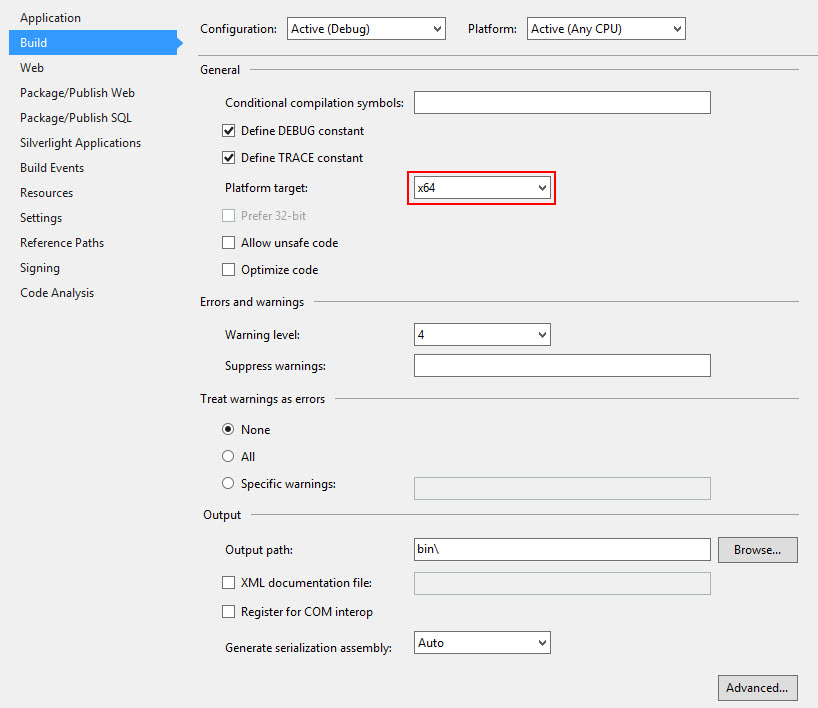 Application
Build
Web
Package/Publish Web
Package/Publish SQL
Silverlight Applications
Build Events
Resources
Settings
Reference Paths
Signing
Code Analysis
Configuration: Active (Debug) Platform: Active (Any CPU)
General
Conditional compilation symbols:
Define DEBUG constant
Define TRACE constant
Platform target: x64
Prefer 32-bit
Allow unsafe code
Optimize code
Errors and warnings
Warning level: 4
Suppress warnings:
Treat warnings as errors
None
All
Specific warnings:
Output
Output path: bin\ Browse...
XML documentation file:
Register for COM interop
Generate serialization assembly: Auto
Advanced...